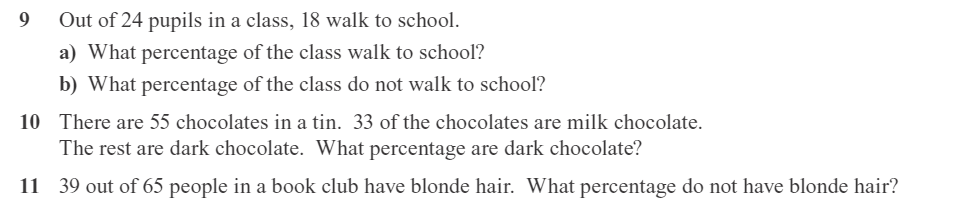 9 Out of 24 pupils in a class, 18 walk to school.
a) What percentage of the class walk to school?
b) What percentage of the class do not walk to school?
10 There are 55 chocolates in a tin. 33 of the chocolates are milk chocolate.
The rest are dark chocolate. What percentage are dark chocolate?
11 39 out of 65 people in a book club have blonde hair. What percentage do not have blonde hair?